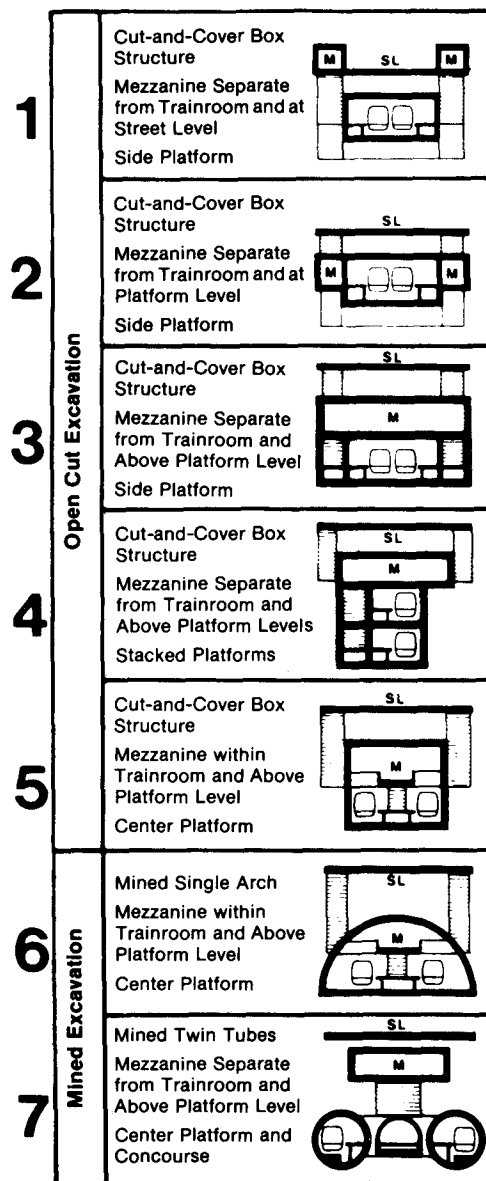 Open Cut Excavation
1
Cut-and-Cover Box
Structure
Mezzanine Separate
from Trainroom and at
Street Level
Side Platform
M
SL
M
2
Cut-and-Cover Box
Structure
Mezzanine Separate
from Trainroom and at
Platform Level
Side Platform
SL
M
M
3
Cut-and-Cover Box
Structure
Mezzanine Separate
from Trainroom and
Above Platform Level
Side Platform
SL
M
4
Cut-and-Cover Box
Structure
Mezzanine Separate
from Trainroom and
Above Platform Levels
Stacked Platforms
SL
M
5
Cut-and-Cover Box
Structure
Mezzanine within
Trainroom and Above
Platform Level
Center Platform
SL
M
Mined Excavation
6
Mined Single Arch
Mezzanine within
Trainroom and Above
Platform Level
Center Platform
SL
M
7
Mined Twin Tubes
Mezzanine Separate
from Trainroom and
Above Platform Level
Center Platform and
Concourse
SL
M